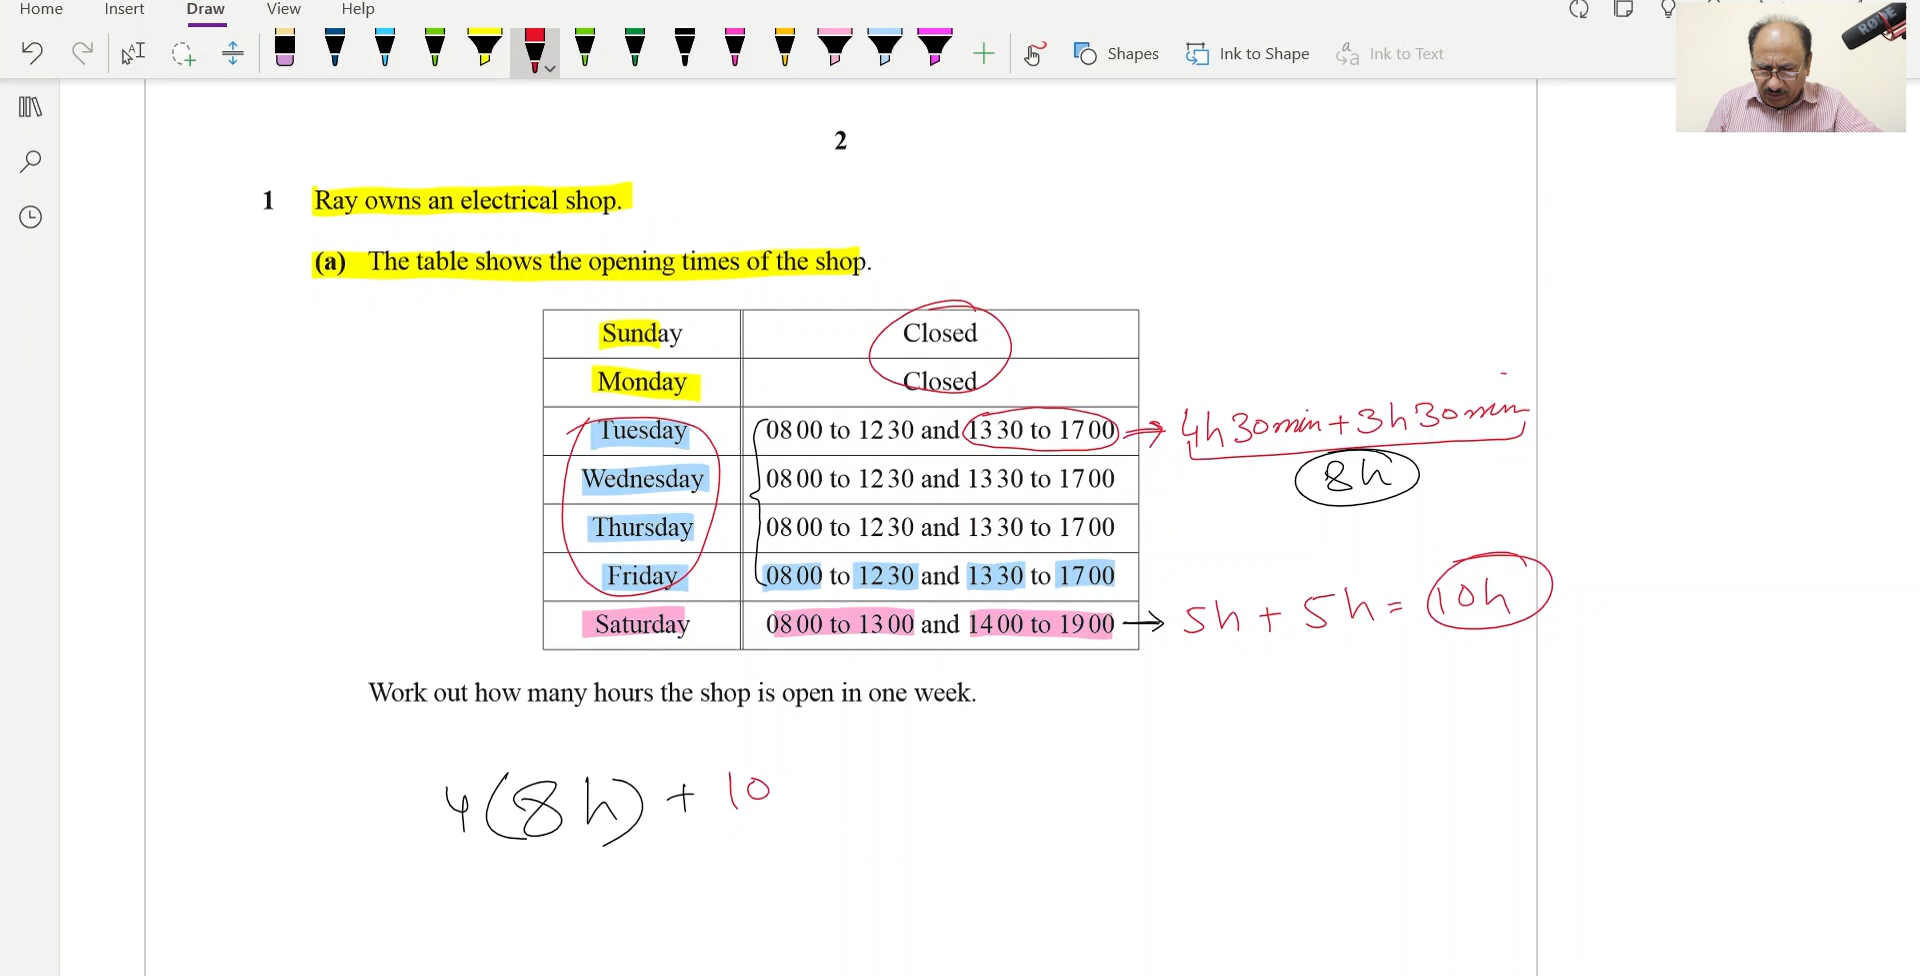 Home Insert Draw View Help
Shapes Ink to Shape Ink to Text
RØDE
2
1 Ray owns an electrical shop.
(a) The table shows the opening times of the shop.
Sunday Closed
Monday Closed
Tuesday 08 00 to 12 30 and 13 30 to 17 00 4h 30min + 3h 30min
8h
Wednesday 08 00 to 12 30 and 13 30 to 17 00
Thursday 08 00 to 12 30 and 13 30 to 17 00
Friday 08 00 to 12 30 and 13 30 to 17 00
Saturday 08 00 to 13 00 and 14 00 to 19 00 → 5h + 5h = 10h
Work out how many hours the shop is open in one week.
4(8h) + 10